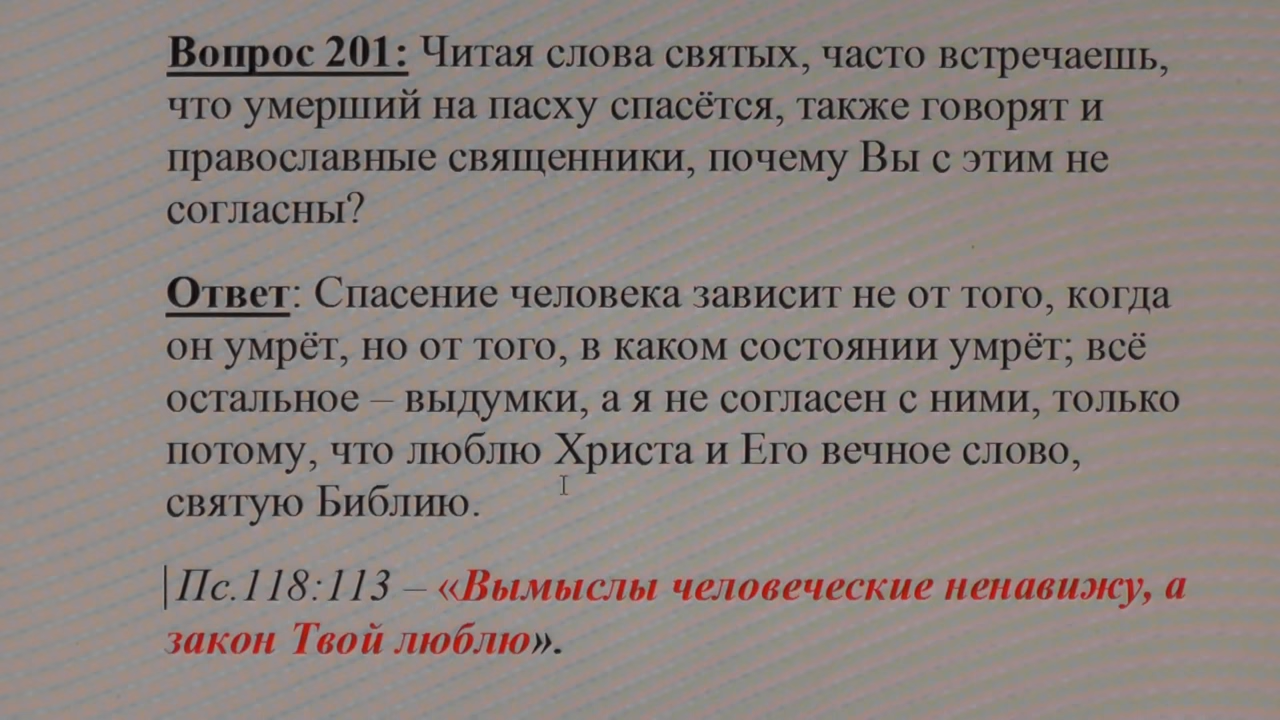 Вопрос 201: Читая слова святых, часто встречаешь,
что умерший на пасху спасётся, также говорят и
православные священники, почему Вы с этим не
согласны?
Ответ: Спасение человека зависит не от того, когда
он умрёт, но от того, в каком состоянии умрёт; всё
остальное – выдумки, а я не согласен с ними, только
потому, что люблю Христа и Его вечное слово,
святую Библию.
Пс.118:113 – «Вымыслы человеческие ненавижу, а
закон Твой люблю».